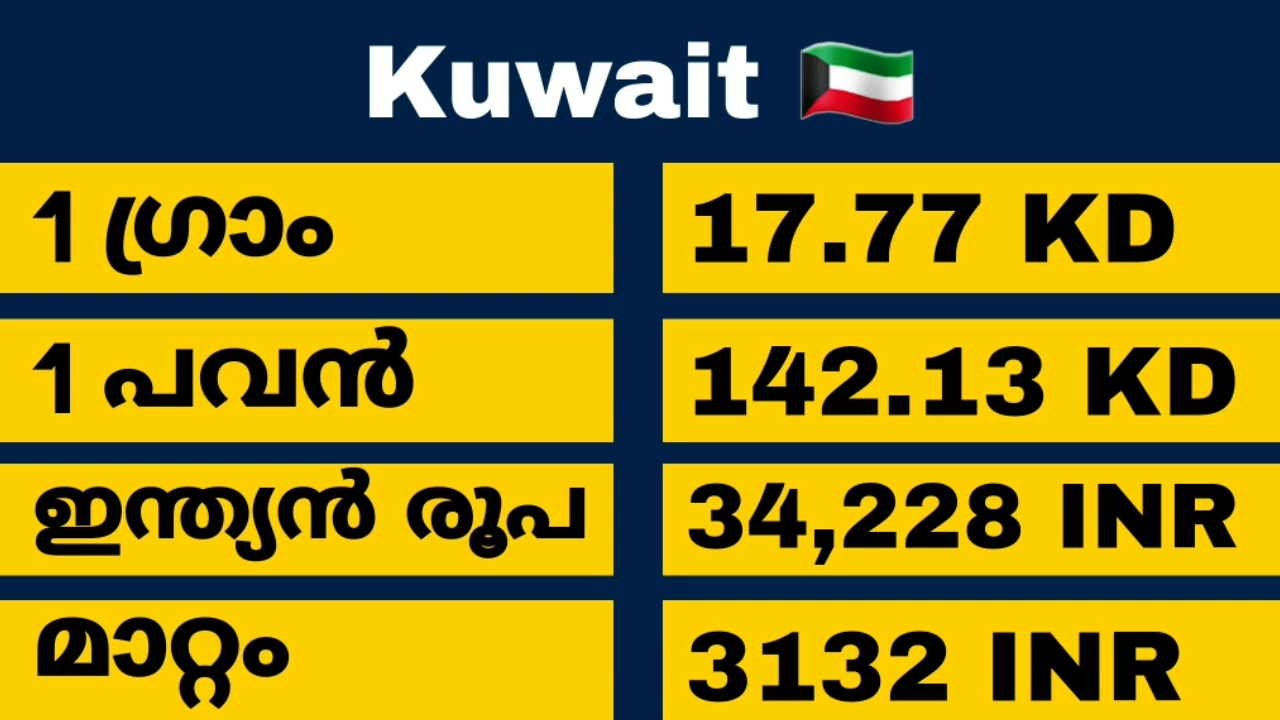 Kuwait 🇰🇼
1 ഗ്രാം 17.77 KD
1 പവൻ 142.13 KD
ഇന്ത്യൻ രൂപ 34,228 INR
മാറ്റം 3132 INR